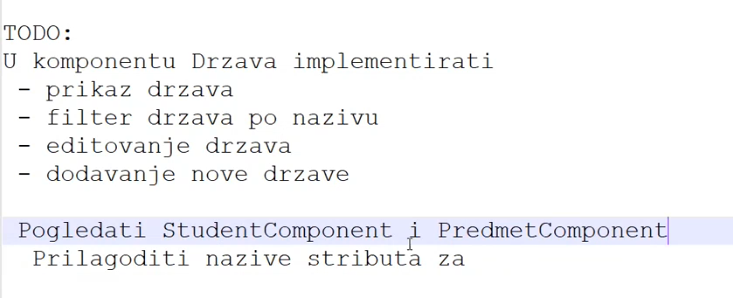 TODO:
U komponentu Drzava implementirati
- prikaz drzava
- filter drzava po nazivu
- editovanje drzava
- dodavanje nove drzave
Pogledati StudentComponent i PredmetComponent
Prilagoditi nazive stributa za